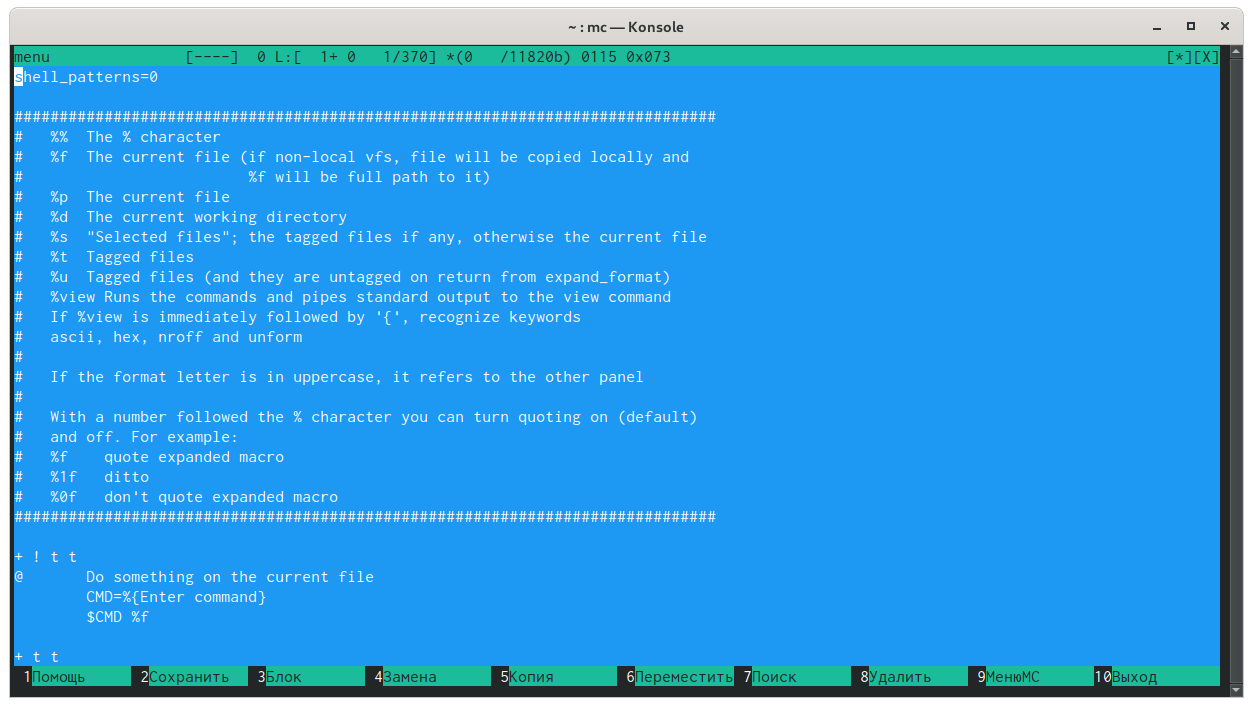 ~ : mc — Konsole
menu               [----]  0 L:[  1+ 0   1/370] *(0   /11820b) 0115 0x073                                                       [*][X]
shell_patterns=0
##############################################################################
#   %%  The % character
#   %f  The current file (if non-local vfs, file will be copied locally and
#                         %f will be full path to it)
#   %p  The current file
#   %d  The current working directory
#   %s  "Selected files"; the tagged files if any, otherwise the current file
#   %t  Tagged files
#   %u  Tagged files (and they are untagged on return from expand_format)
#   %view Runs the commands and pipes standard output to the view command
#   If %view is immediately followed by '{', recognize keywords
#   ascii, hex, nroff and unform
#
#   If the format letter is in uppercase, it refers to the other panel
#
#   With a number followed the % character you can turn quoting on (default)
#   and off. For example:
#   %f    quote expanded macro
#   %1f   ditto
#   %0f   don't quote expanded macro
##############################################################################
+ ! t t
@       Do something on the current file
        CMD=%{Enter command}
        $CMD %f
+ t t
1Помощь 2Сохранить 3Блок 4Замена 5Копия 6Переместить 7Поиск 8Удалить 9МенюМС 10Выход